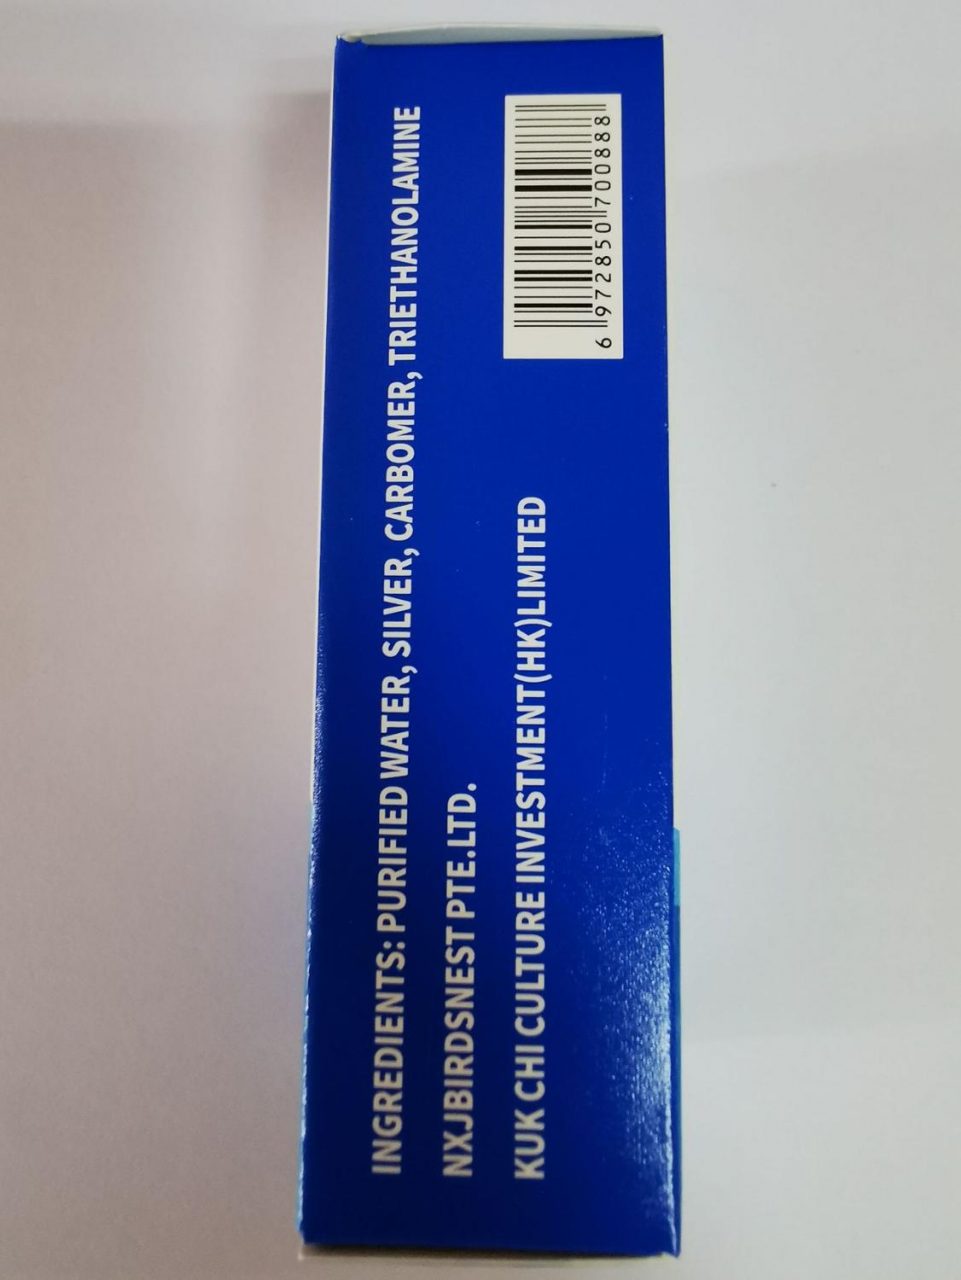 INGREDIENTS: PURIFIED WATER, SILVER, CARBOMER, TRIETHANOLAMINE
NXJBIRDSNEST PTE.LTD.
KUK CHI CULTURE INVESTMENT(HK)LIMITED
6 972850 700888